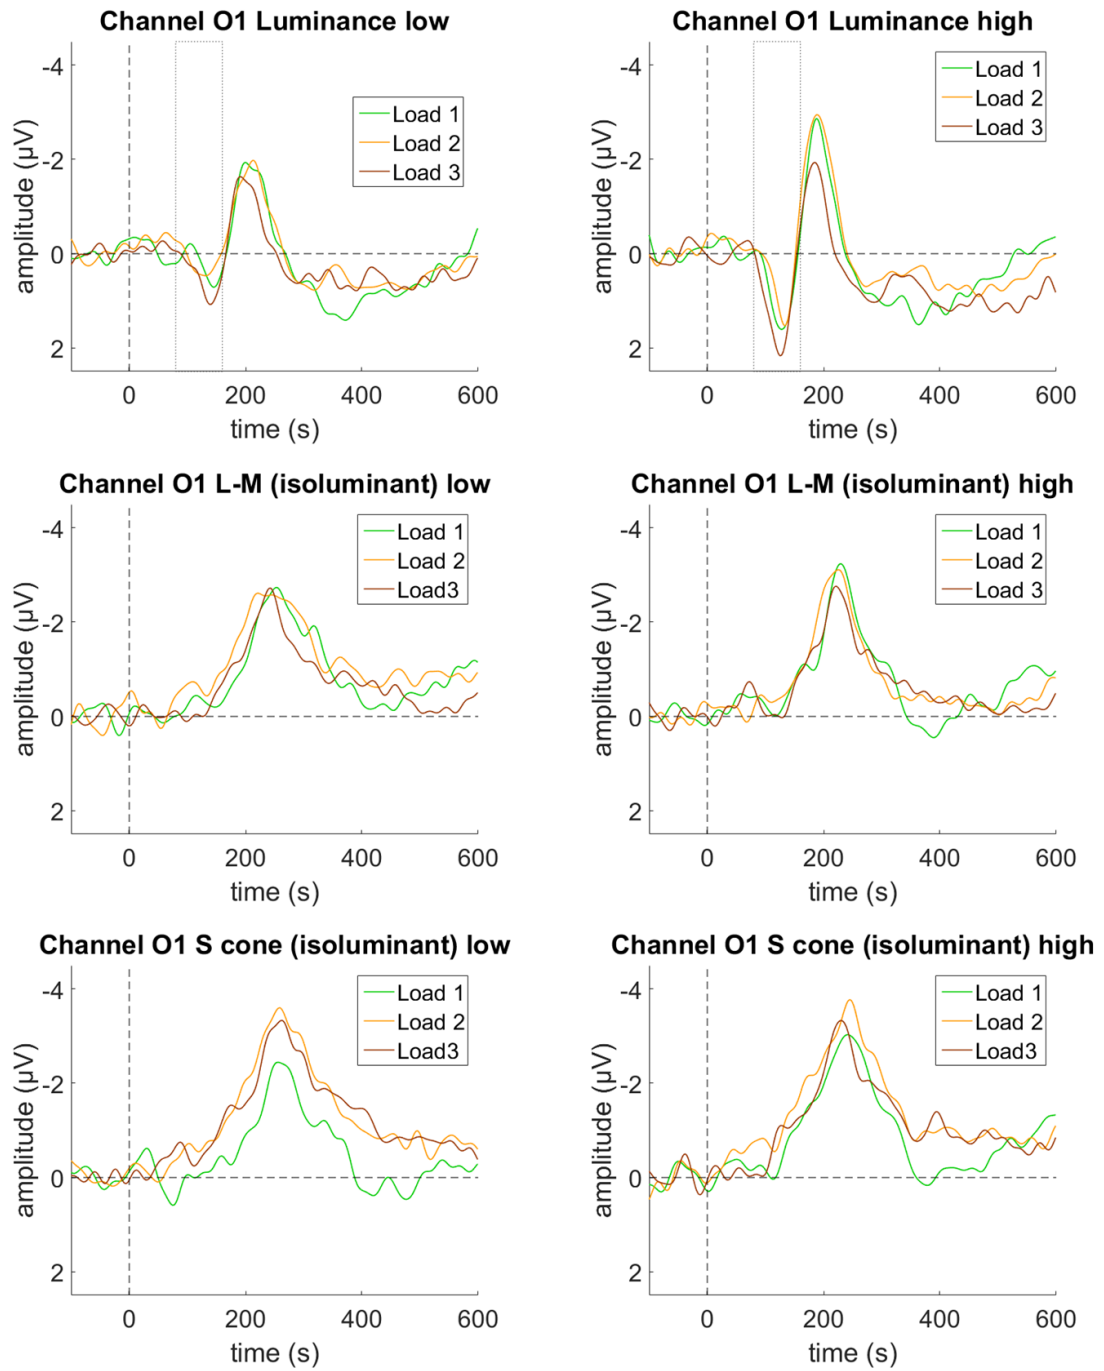 Channel O1 Luminance low
-4
-2
0
2
amplitude (µV)
Load 1
Load 2
Load 3
0
200
400
600
time (s)
Channel O1 Luminance high
-4
-2
0
2
amplitude (µV)
Load 1
Load 2
Load 3
0
200
400
600
time (s)
Channel O1 L-M (isoluminant) low
-4
-2
0
2
amplitude (µV)
Load 1
Load 2
Load3
0
200
400
600
time (s)
Channel O1 L-M (isoluminant) high
-4
-2
0
2
amplitude (µV)
Load 1
Load 2
Load 3
0
200
400
600
time (s)
Channel O1 S cone (isoluminant) low
-4
-2
0
2
amplitude (µV)
Load 1
Load 2
Load3
0
200
400
600
time (s)
Channel O1 S cone (isoluminant) high
-4
-2
0
2
amplitude (µV)
Load 1
Load 2
Load3
0
200
400
600
time (s)